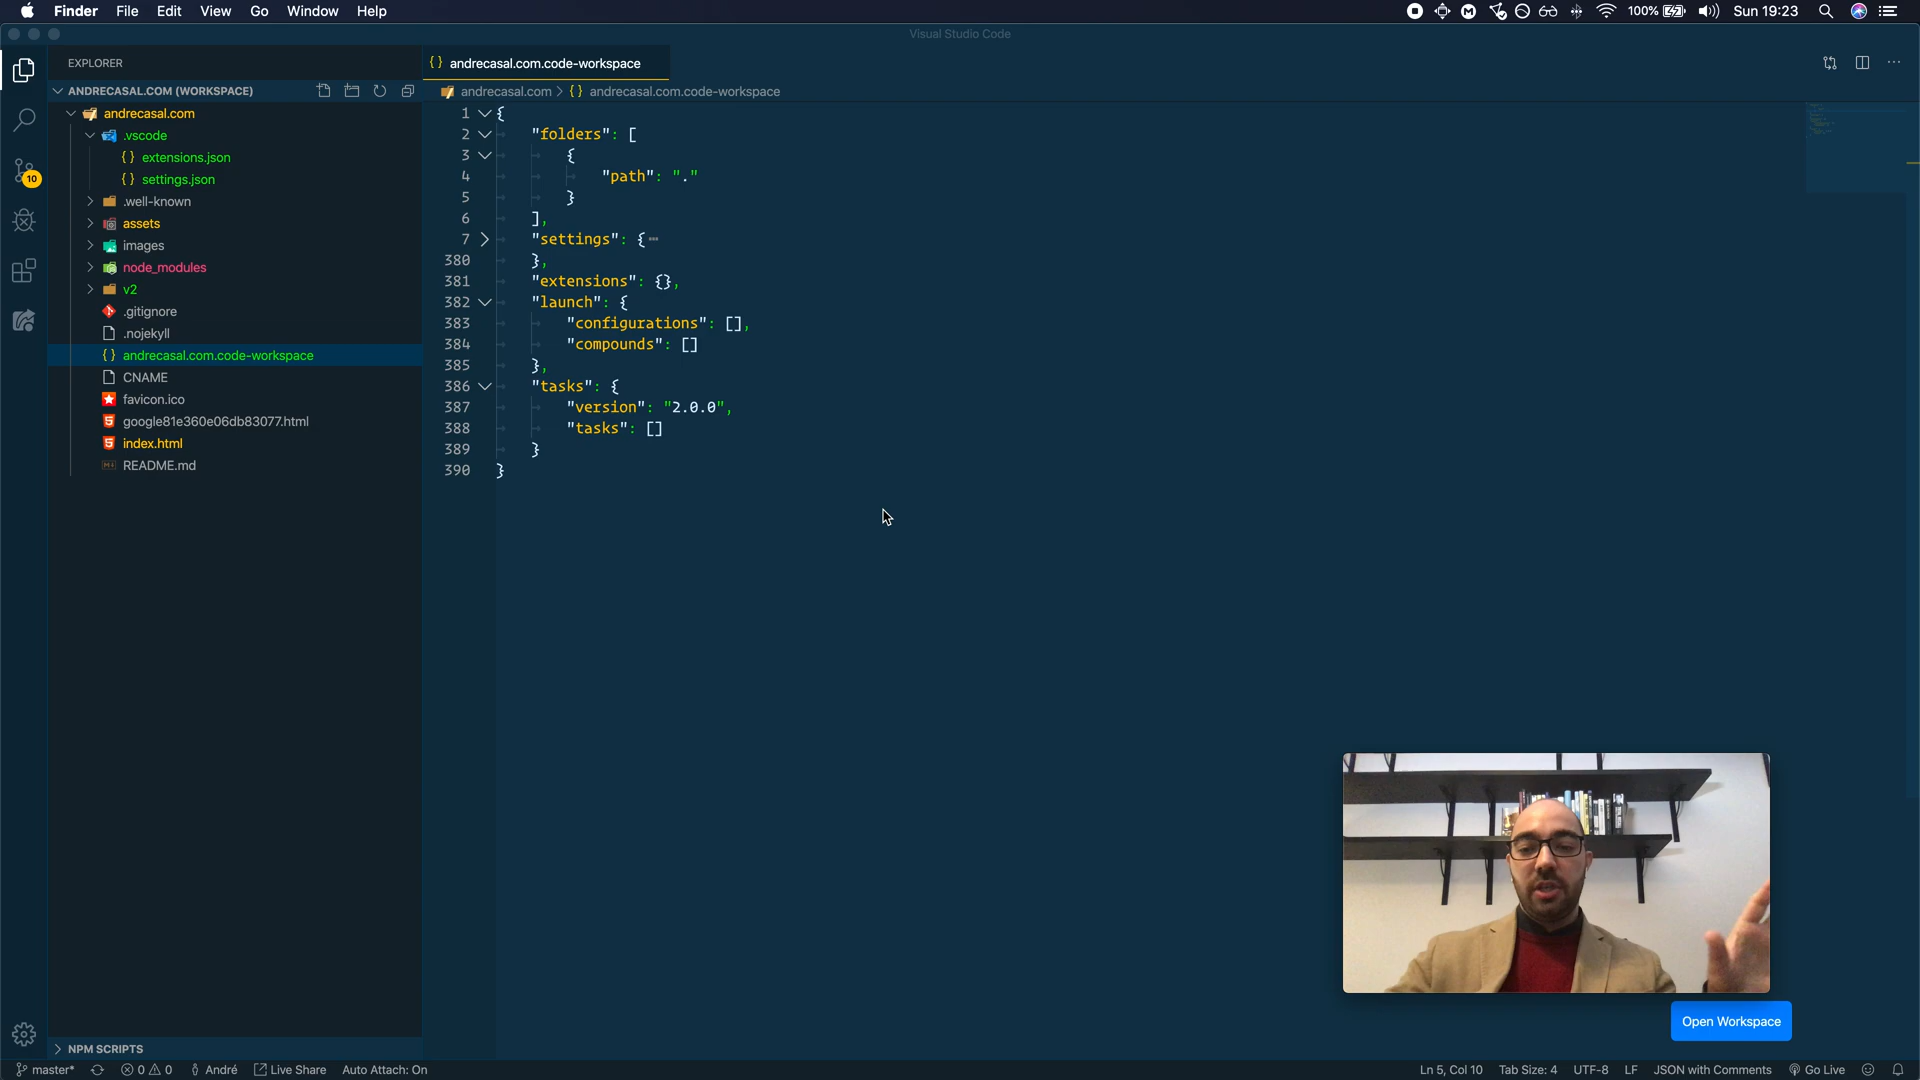 Finder File Edit View Go Window Help
100% Sun 19:23
Visual Studio Code
EXPLORER
andrecasal.com.code-workspace
ANDRECASAL.COM (WORKSPACE)
andrecasal.com > {} andrecasal.com.code-workspace
andrecasal.com
.vscode
{} extensions.json
{} settings.json
.well-known
assets
images
node_modules
v2
.gitignore
.nojekyll
{} andrecasal.com.code-workspace
CNAME
favicon.ico
google81e360e06db83077.html
index.html
README.md
10
1 {
2 "folders": [
3 {
4 "path": "."
5 }
6 ],
7 "settings": {
380 },
381 "extensions": {},
382 "launch": {
383 "configurations": [],
384 "compounds": []
385 },
386 "tasks": {
387 "version": "2.0.0",
388 "tasks": []
389 }
390 }
Open Workspace
NPM SCRIPTS
master* 0 0 André Live Share Auto Attach: On
Ln 5, Col 10 Tab Size: 4 UTF-8 LF JSON with Comments Go Live